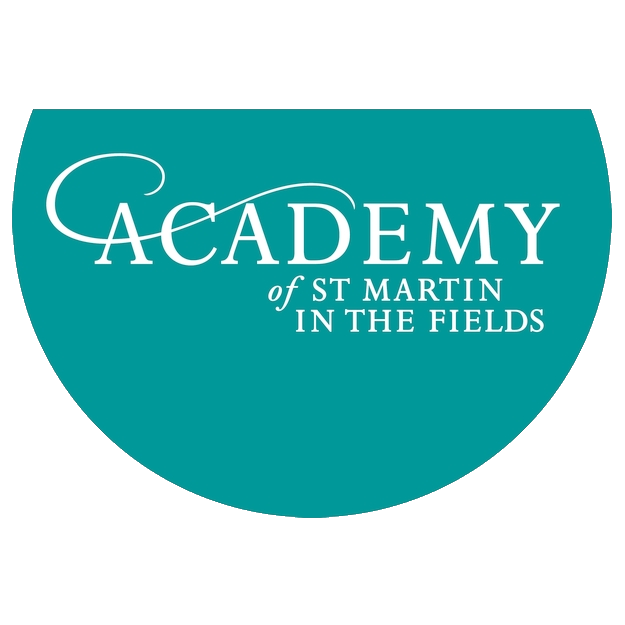 ACADEMY
of ST MARTIN
IN THE FIELDS